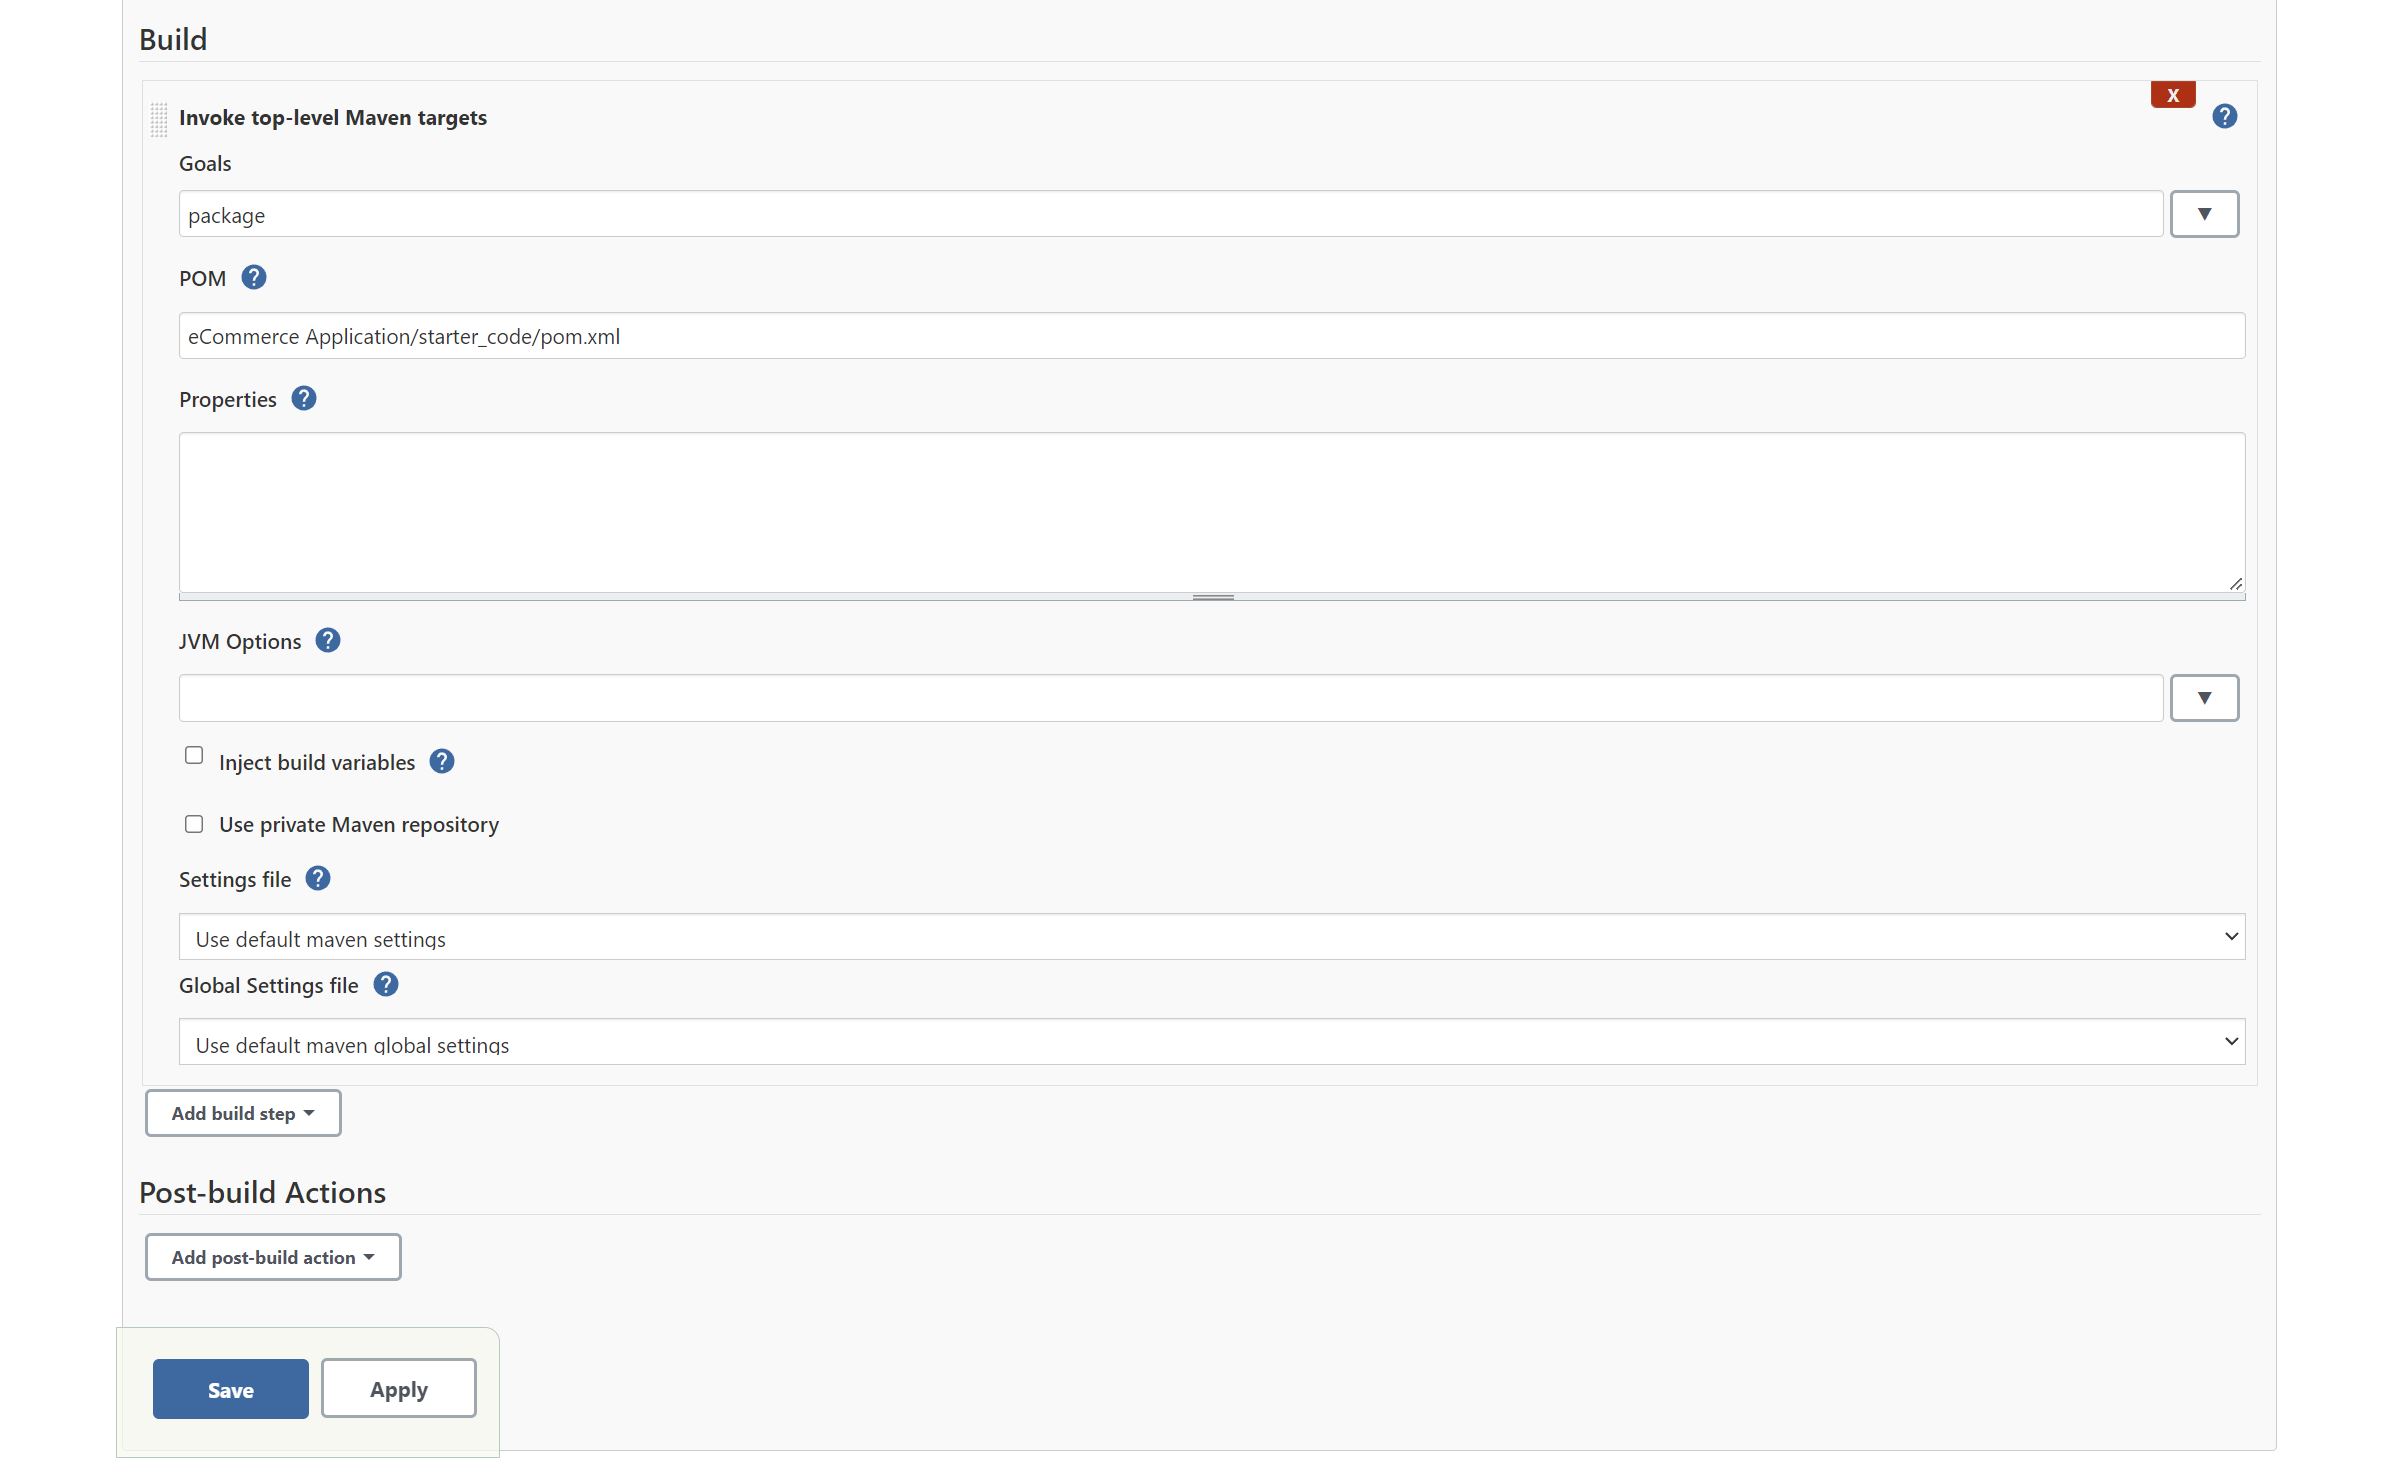 Build
Invoke top-level Maven targets
X
?
Goals
package
▼
POM ?
eCommerce Application/starter_code/pom.xml
Properties ?
JVM Options ?
▼
Inject build variables ?
Use private Maven repository
Settings file ?
Use default maven settings
Global Settings file ?
Use default maven global settings
Add build step
Post-build Actions
Add post-build action
Save Apply